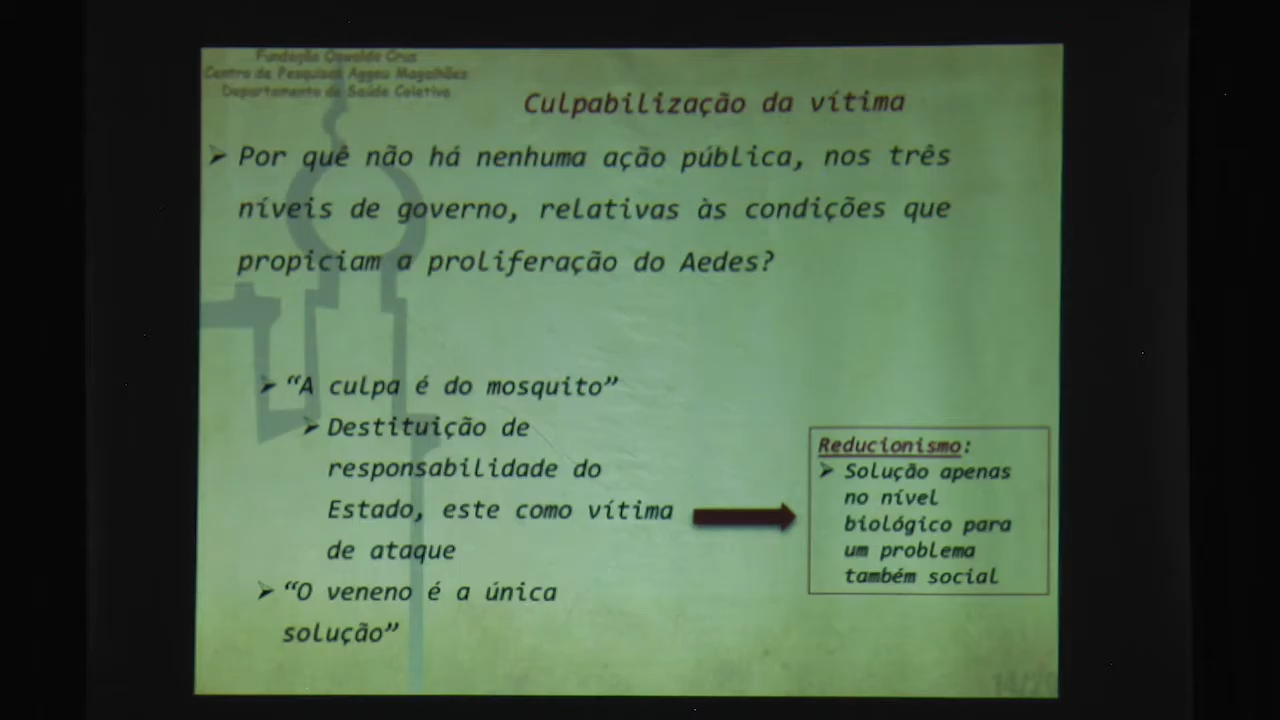 Fundação Oswaldo Cruz
Centro de Pesquisas Aggeu Magalhães
Departamento de Saúde Coletiva
Culpabilização da vítima
➢ Por quê não há nenhuma ação pública, nos três
níveis de governo, relativas às condições que
propiciam a proliferação do Aedes?
➢ “A culpa é do mosquito”
➢ Destituição de
responsabilidade do
Estado, este como vítima
de ataque
➢ “O veneno é a única
solução”
Reducionismo:
➢ Solução apenas
no nível
biológico para
um problema
também social